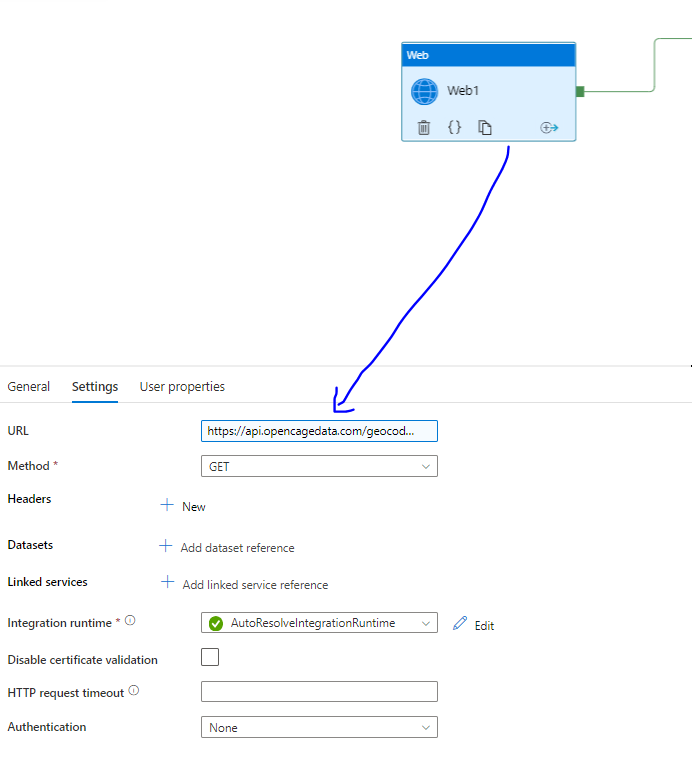 Web
Web1
General Settings User properties
URL https://api.opencagedata.com/geocod...
Method * GET
Headers New
Datasets Add dataset reference
Linked services Add linked service reference
Integration runtime * AutoResolveIntegrationRuntime Edit
Disable certificate validation
HTTP request timeout
Authentication None